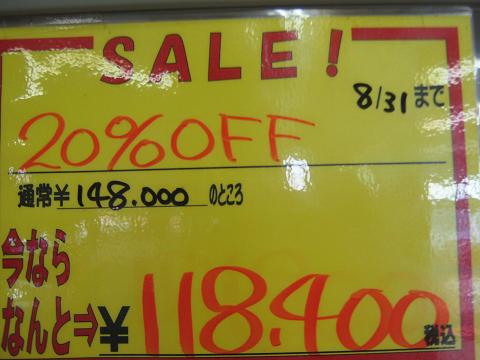 SALE!
8/31まで
20%OFF
通常¥148.000のところ
今なら
なんと⇒¥118.400税込